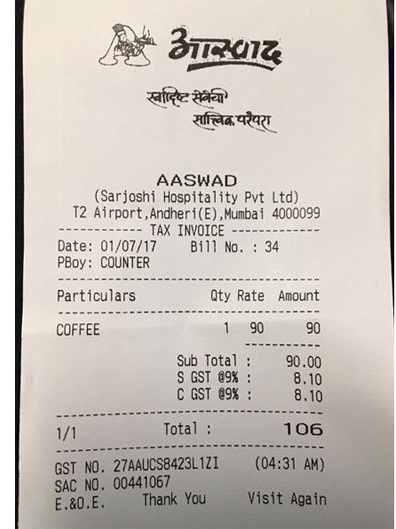 आस्वाद
स्वादिष्ट सेवेची
सात्त्विक परंपरा
AASWAD
(Sarjoshi Hospitality Pvt Ltd)
T2 Airport,Andheri(E),Mumbai 4000099
----------- TAX INVOICE -----------
Date: 01/07/17 Bill No. : 34
PBoy: COUNTER
Particulars Qty Rate Amount
COFFEE 1 90 90
Sub Total : 90.00
S GST @9% : 8.10
C GST @9% : 8.10
1/1 Total : 106
GST NO. 27AAUCS8423L1ZI (04:31 AM)
SAC NO. 00441067
E.&O.E. Thank You Visit Again